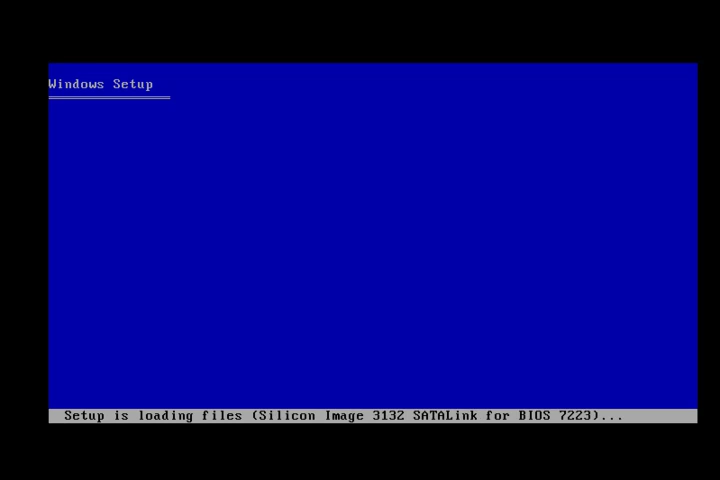 Windows Setup
Setup is loading files (Silicon Image 3132 SATALink for BIOS 7223)...